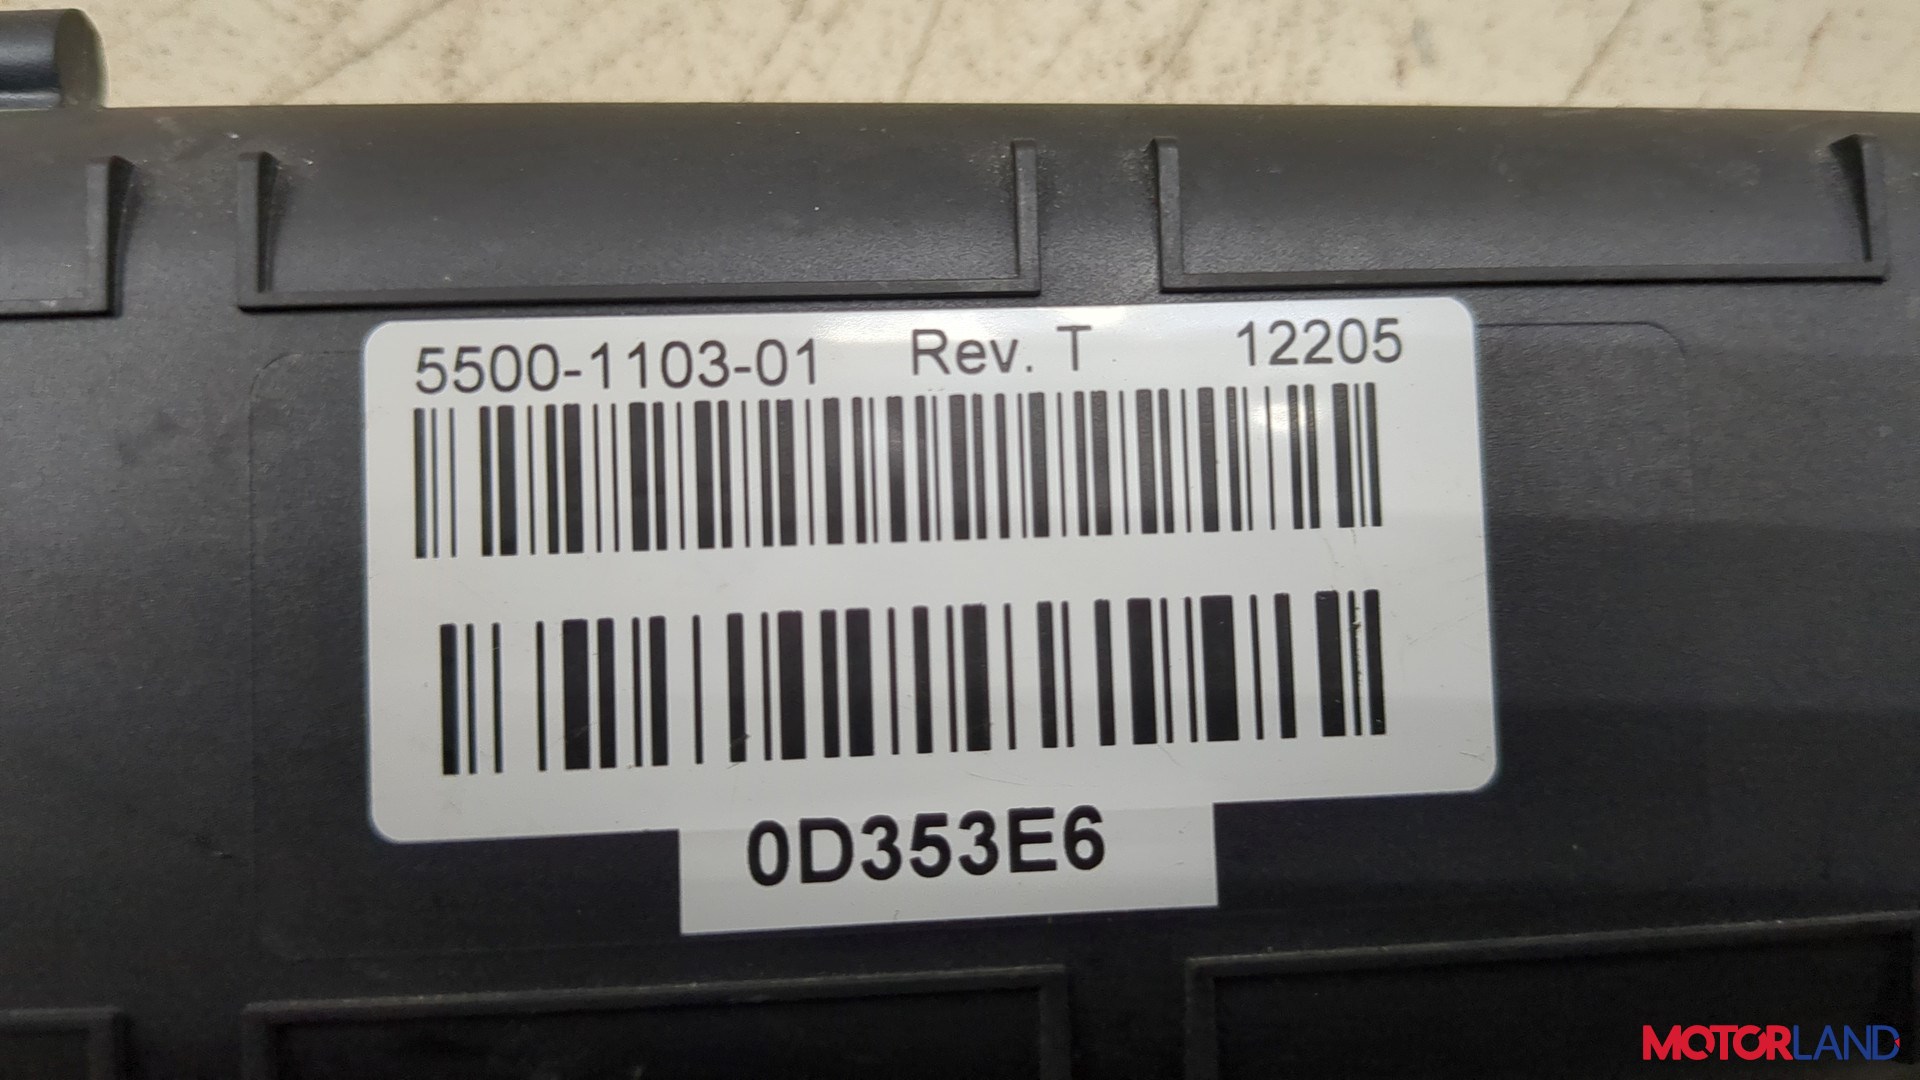 5500-1103-01 Rev. T 12205
0D353E6
MOTORLAND